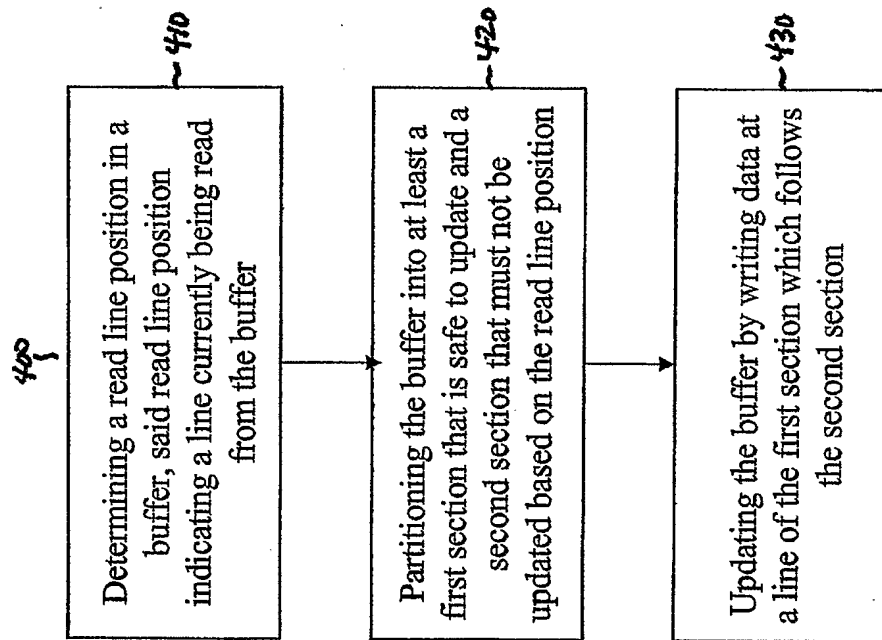 400
Determining a read line position in a
buffer, said read line position
indicating a line currently being read
from the buffer
410
Partitioning the buffer into at least a
first section that is safe to update and a
second section that must not be
updated based on the read line position
420
Updating the buffer by writing data at
a line of the first section which follows
the second section
430